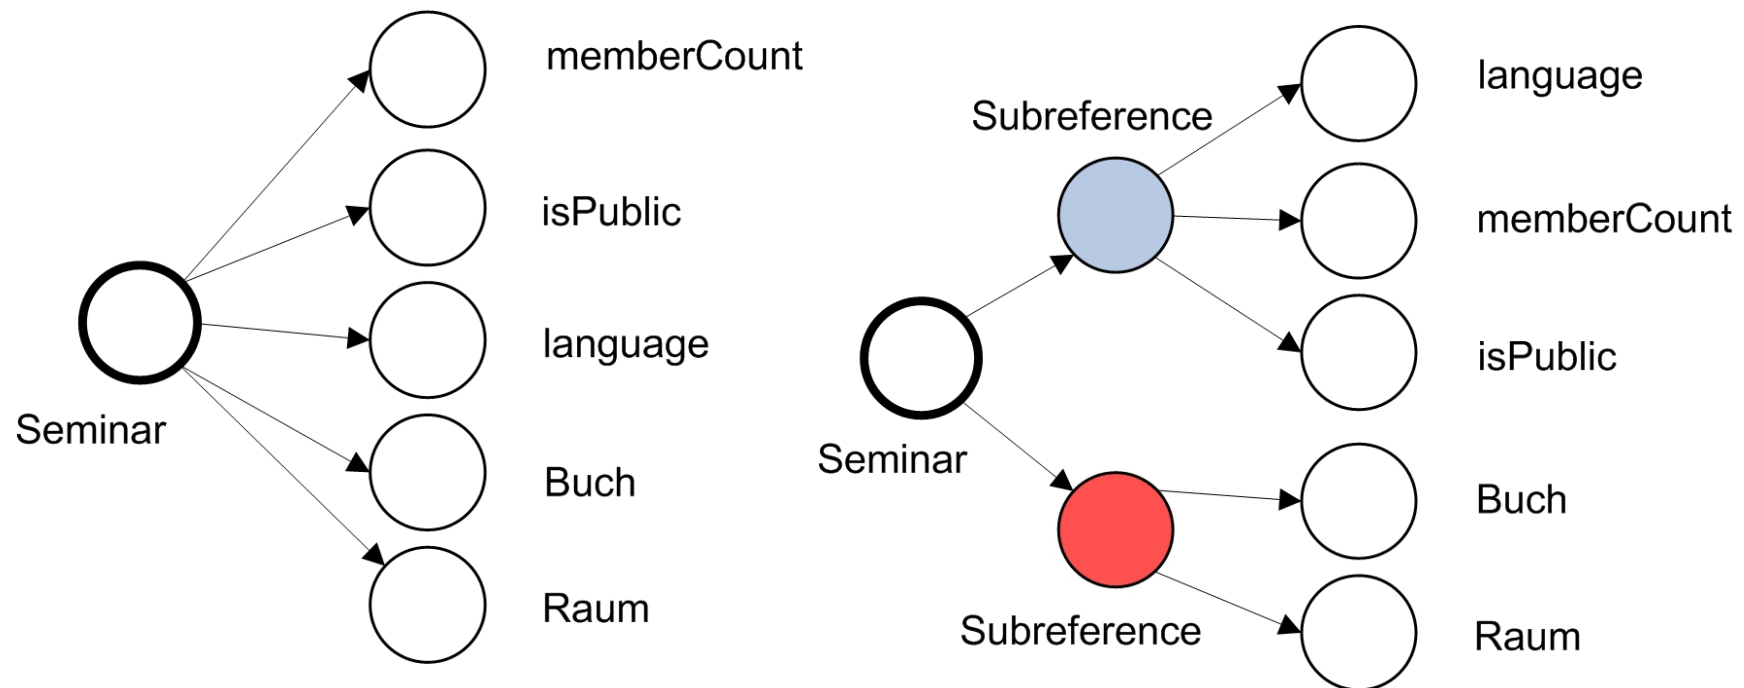 memberCount
isPublic
language
Seminar
Buch
Raum
Subreference
language
memberCount
isPublic
Seminar
Buch
Subreference
Raum